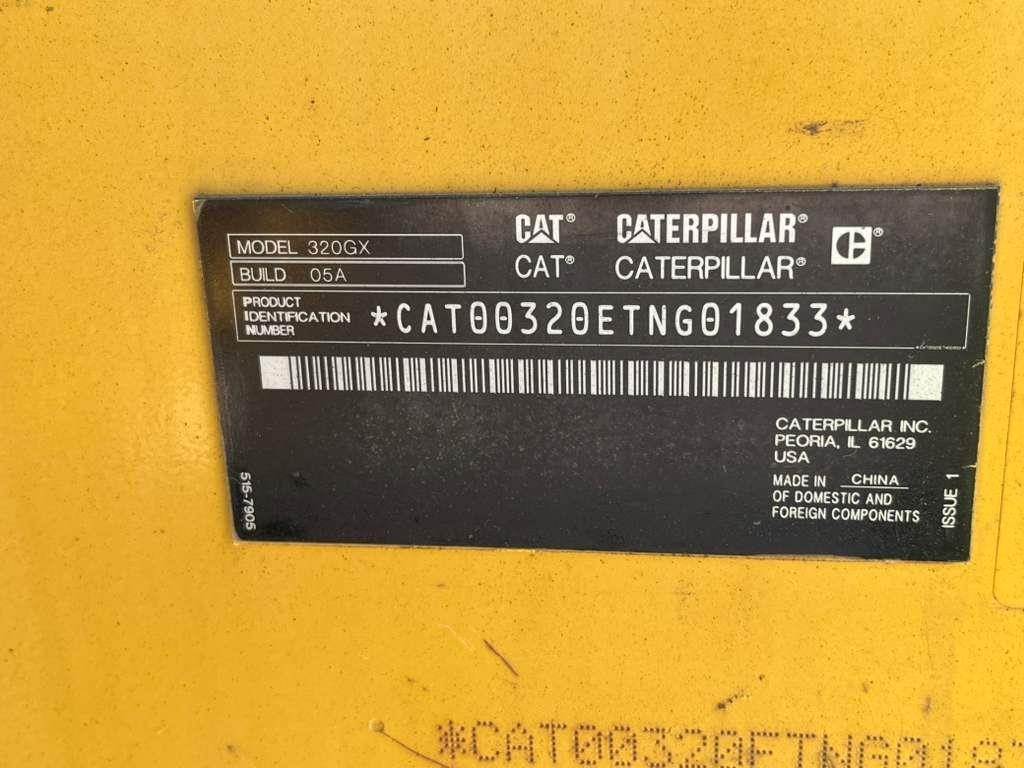 CAT® CATERPILLAR® C®
MODEL 320GX
BUILD 05A
CAT® CATERPILLAR®
PRODUCT
IDENTIFICATION
NUMBER
*CAT00320ETNG01833*
CATERPILLAR INC.
PEORIA, IL 61629
USA
MADE IN CHINA
OF DOMESTIC AND
FOREIGN COMPONENTS
515-7905
ISSUE 1
*CAT00320ETNG018